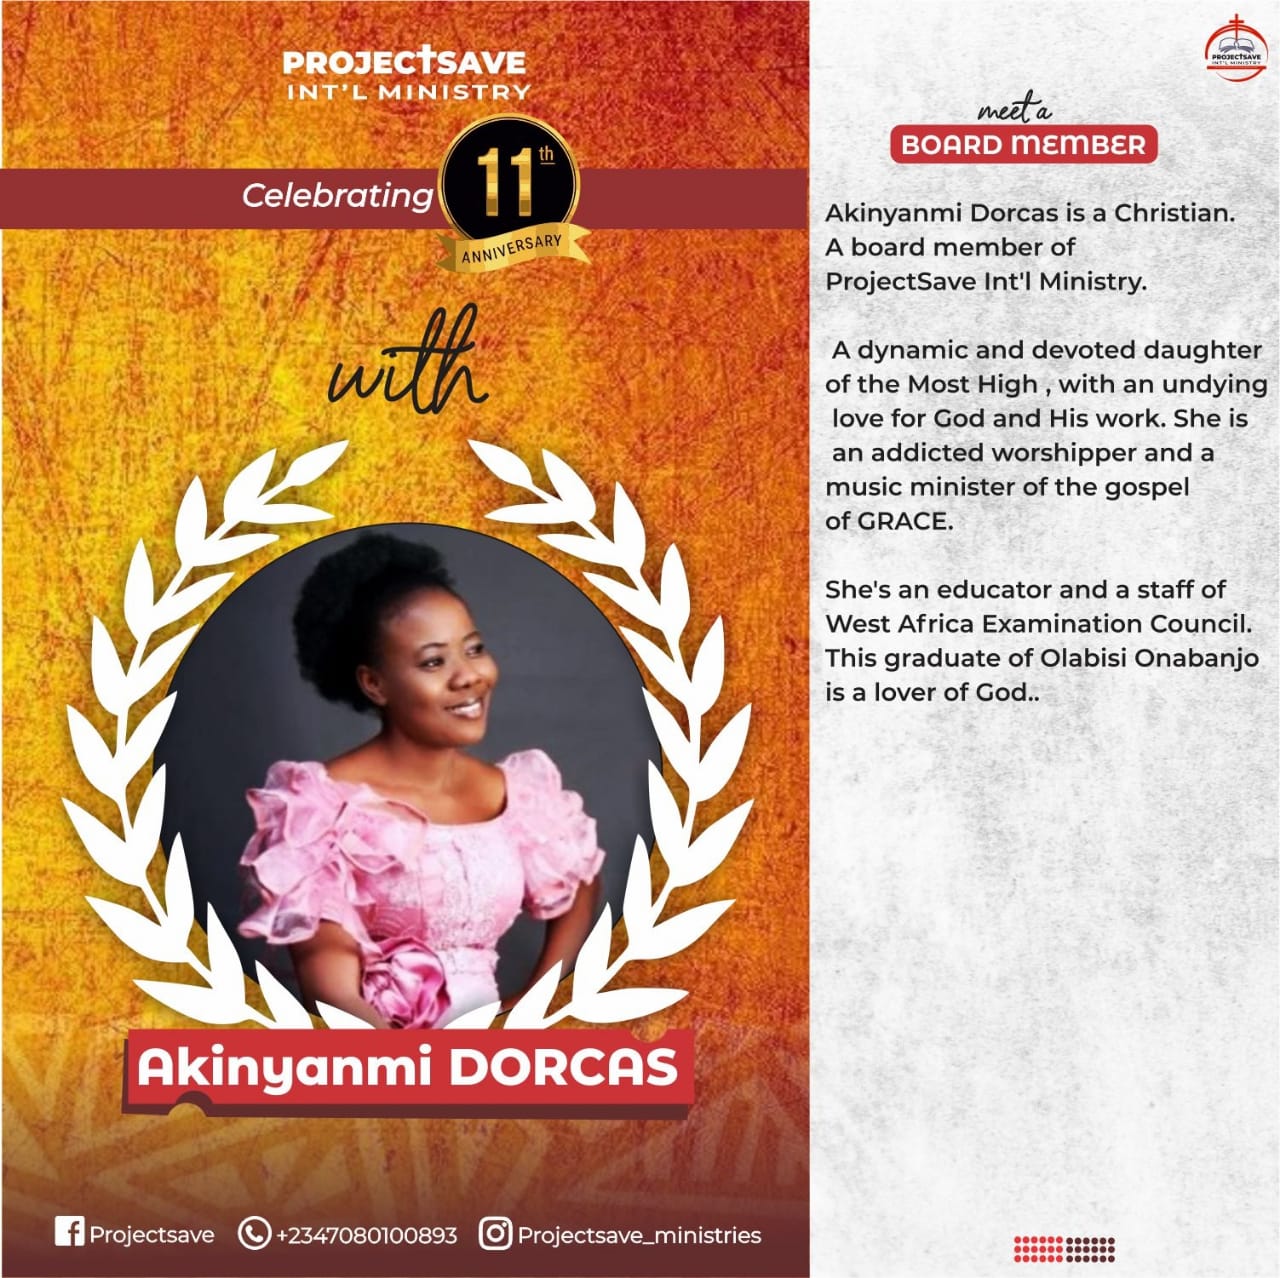 PROJECTSAVE
INT'L MINISTRY
Celebrating
11th
ANNIVERSARY
with
Akinyanmi DORCAS
Projectsave
+2347080100893
Projectsave_ministries
PROJECTSAVE
INT'L MINISTRY
meet a
BOARD MEMBER
Akinyanmi Dorcas is a Christian.
A board member of
ProjectSave Int'l Ministry.
A dynamic and devoted daughter
of the Most High , with an undying
love for God and His work. She is
an addicted worshipper and a
music minister of the gospel
of GRACE.
She's an educator and a staff of
West Africa Examination Council.
This graduate of Olabisi Onabanjo
is a lover of God..